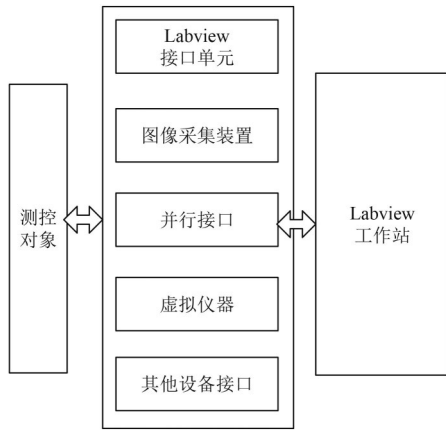 Labview
接口单元
图像采集装置
测控
对象
并行接口
Labview
工作站
虚拟仪器
其他设备接口